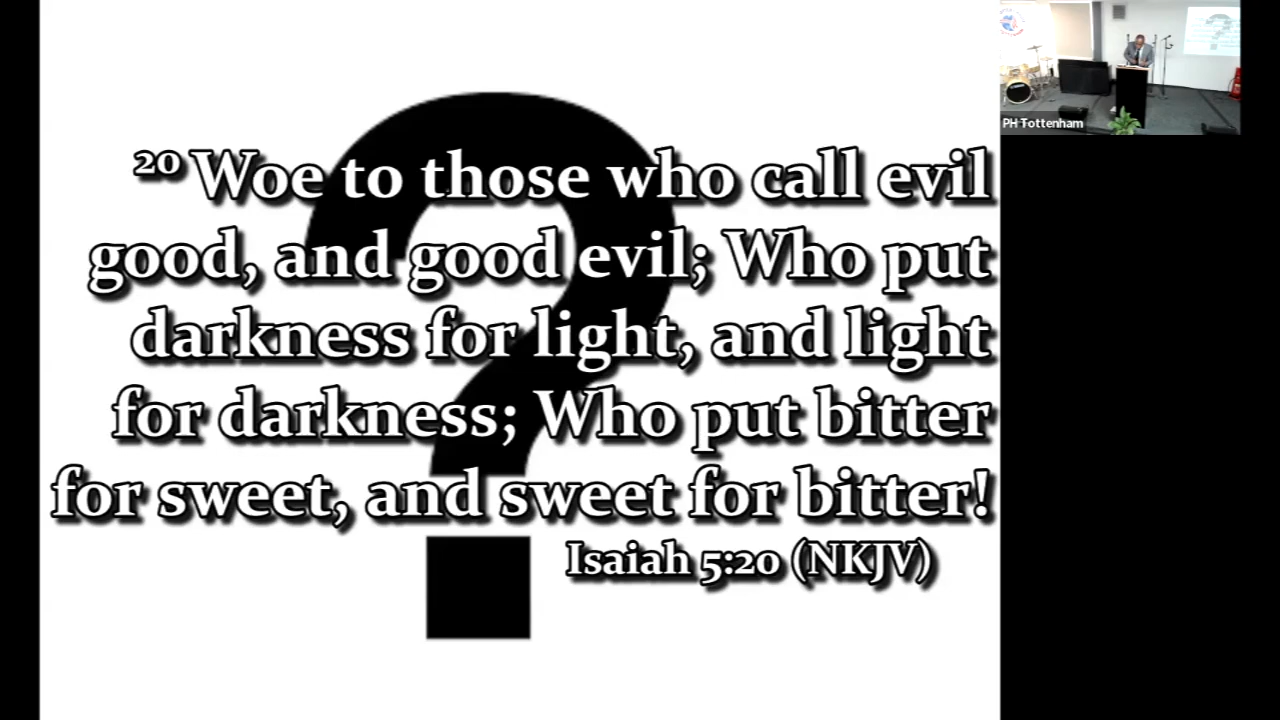 20 Woe to those who call evil
good, and good evil; Who put
darkness for light, and light
for darkness; Who put bitter
for sweet, and sweet for bitter!
Isaiah 5:20 (NKJV)
PH Tottenham